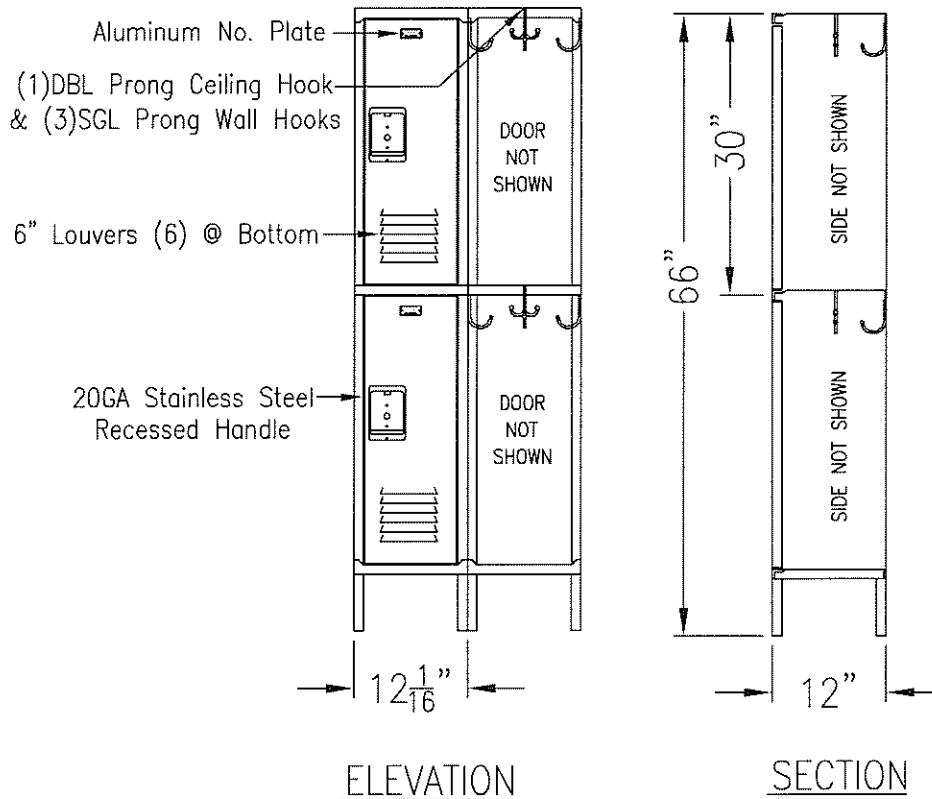 Aluminum No. Plate
(1)DBL Prong Ceiling Hook
& (3)SGL Prong Wall Hooks
6" Louvers (6) @ Bottom
20GA Stainless Steel
Recessed Handle
DOOR
NOT
SHOWN
DOOR
NOT
SHOWN
12 1/16"
ELEVATION
66"
30"
SIDE NOT SHOWN
SIDE NOT SHOWN
12"
SECTION